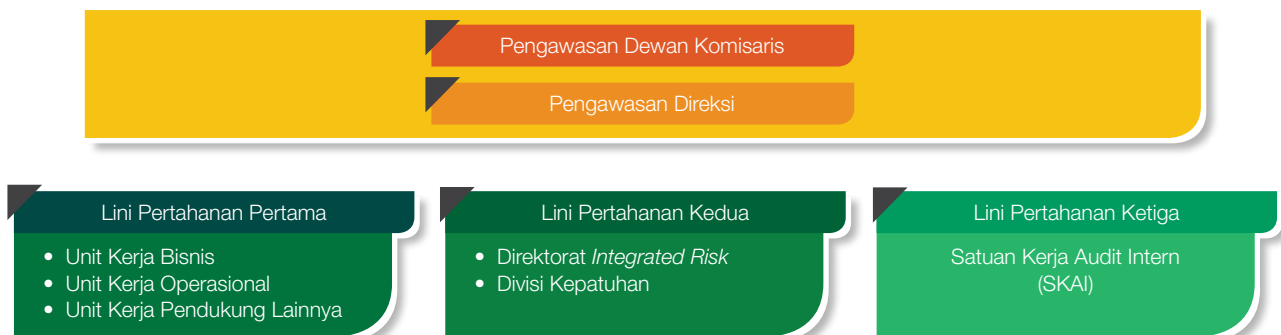 Pengawasan Dewan Komisaris
Pengawasan Direksi
Lini Pertahanan Pertama
• Unit Kerja Bisnis
• Unit Kerja Operasional
• Unit Kerja Pendukung Lainnya
Lini Pertahanan Kedua
• Direktorat Integrated Risk
• Divisi Kepatuhan
Lini Pertahanan Ketiga
Satuan Kerja Audit Intern
(SKAI)